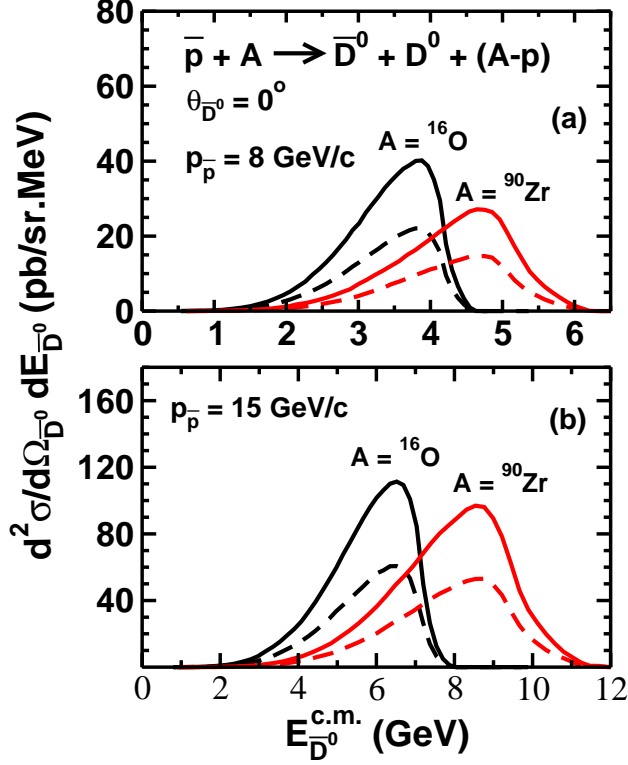 80
60
40
20
0
p̅ + A ⟶ D̅⁰ + D⁰ + (A-p)
θ_D̅⁰ = 0°
(a)
A = ¹⁶O
p_p̅ = 8 GeV/c
A = ⁹⁰Zr
0 1 2 3 4 5 6
d²σ/dΩ_D̅⁰ dE_D̅⁰ (pb/sr.MeV)
160
120
80
40
p_p̅ = 15 GeV/c
(b)
A = ¹⁶O
A = ⁹⁰Zr
0 2 4 6 8 10 12
E_D̅⁰^c.m. (GeV)